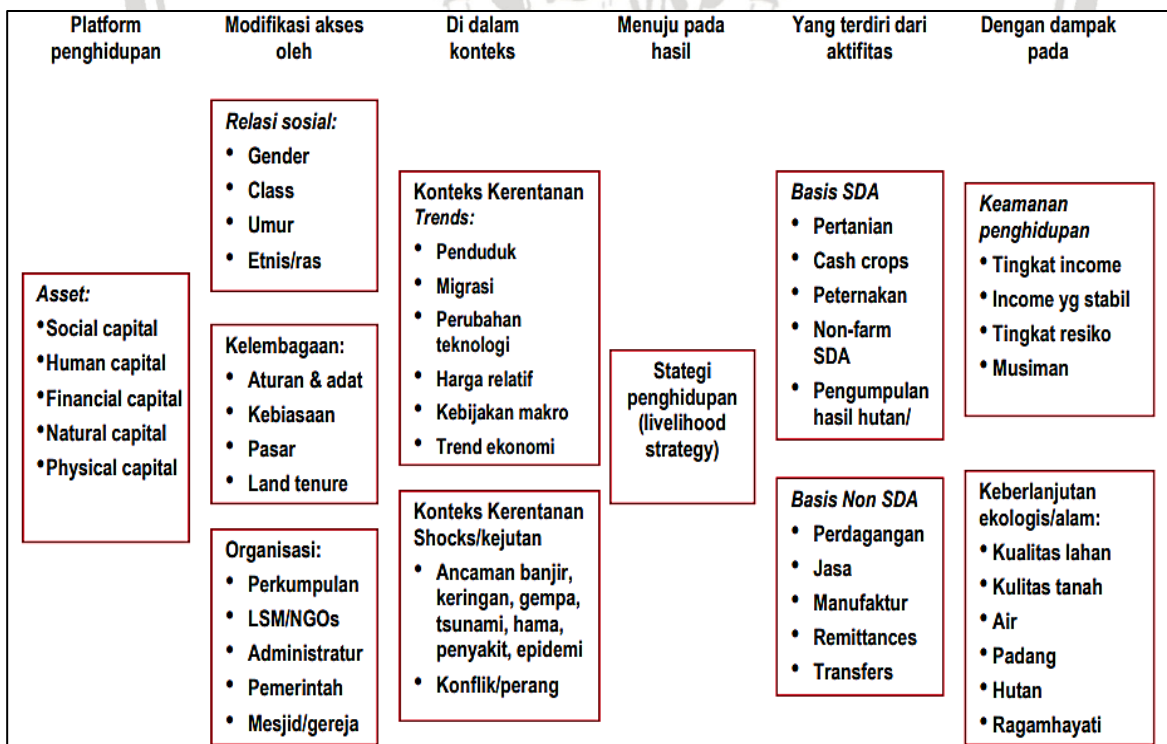 Platform
penghidupan
Modifikasi akses
oleh
Di dalam
konteks
Menuju pada
hasil
Yang terdiri dari
aktifitas
Dengan dampak
pada
Asset:
•Social capital
•Human capital
•Financial capital
•Natural capital
•Physical capital
Relasi sosial:
• Gender
• Class
• Umur
• Etnis/ras
Kelembagaan:
• Aturan & adat
• Kebiasaan
• Pasar
• Land tenure
Organisasi:
• Perkumpulan
• LSM/NGOs
• Administratur
• Pemerintah
• Mesjid/gereja
Konteks Kerentanan
Trends:
• Penduduk
• Migrasi
• Perubahan
teknologi
• Harga relatif
• Kebijakan makro
• Trend ekonomi
Konteks Kerentanan
Shocks/kejutan
• Ancaman banjir,
keringan, gempa,
tsunami, hama,
penyakit, epidemi
• Konflik/perang
Stategi
penghidupan
(livelihood
strategy)
Basis SDA
• Pertanian
• Cash crops
• Peternakan
• Non-farm
SDA
• Pengumpulan
hasil hutan/
Basis Non SDA
• Perdagangan
• Jasa
• Manufaktur
• Remittances
• Transfers
Keamanan
penghidupan
• Tingkat income
• Income yg stabil
• Tingkat resiko
• Musiman
Keberlanjutan
ekologis/alam:
• Kualitas lahan
• Kulitas tanah
• Air
• Padang
• Hutan
• Ragamhayati